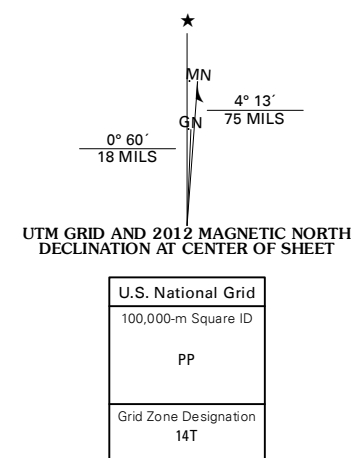 ★
MN
4° 13´
75 MILS
GN
0° 60´
18 MILS
UTM GRID AND 2012 MAGNETIC NORTH
DECLINATION AT CENTER OF SHEET
U.S. National Grid
100,000-m Square ID
PP
Grid Zone Designation
14T